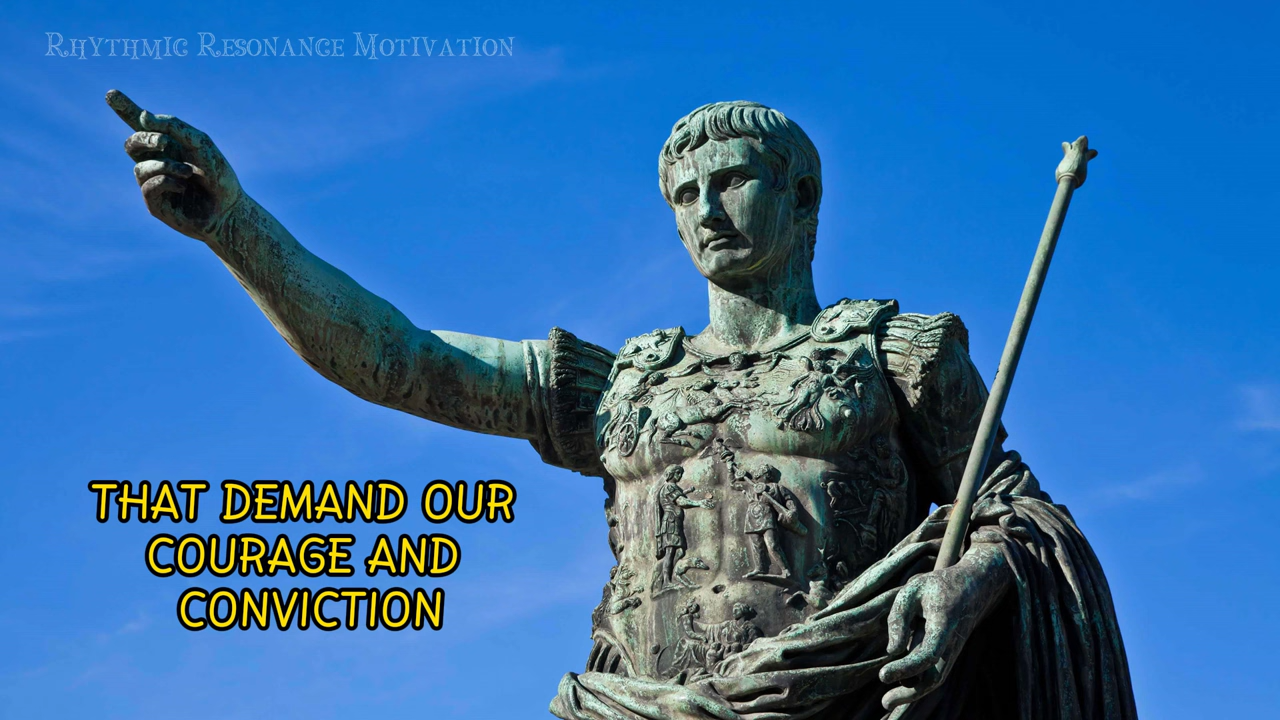 Rhythmic Resonance Motivation
THAT DEMAND OUR
COURAGE AND
CONVICTION